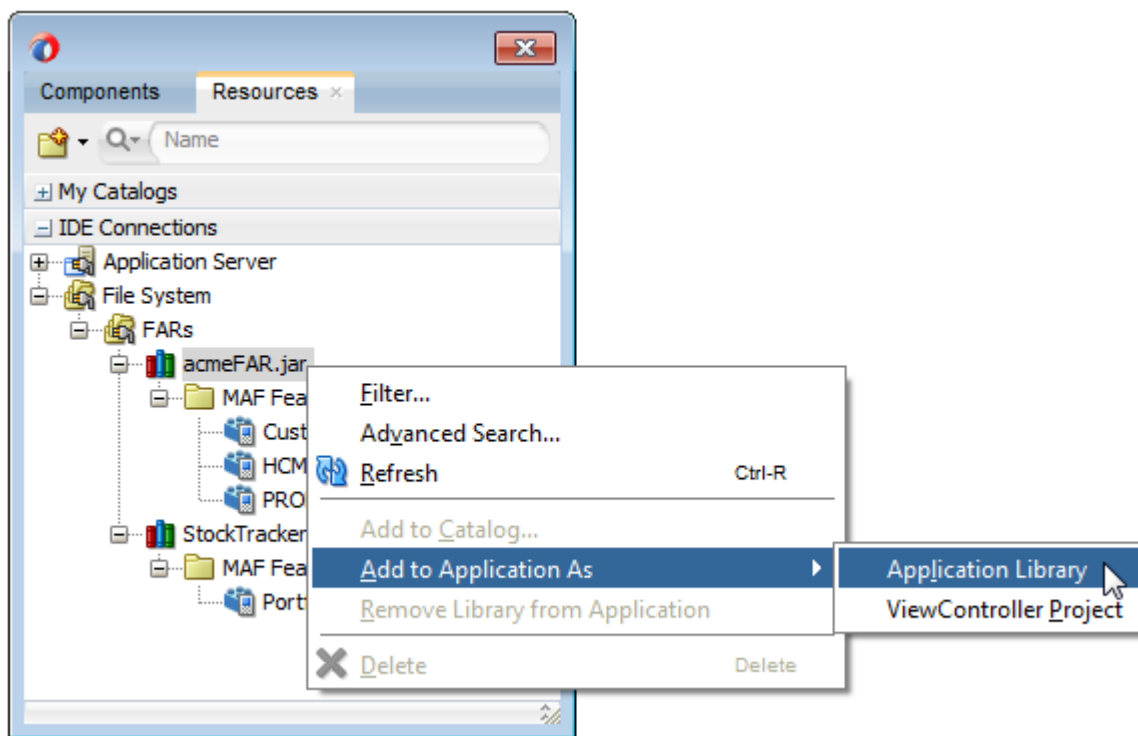 Components Resources
Name
My Catalogs
IDE Connections
Application Server
File System
FARs
acmeFAR.jar
MAF Fea
Cust
HCM
PRO
StockTracker
MAF Fea
Port
Filter...
Advanced Search...
Refresh Ctrl-R
Add to Catalog...
Add to Application As
Remove Library from Application
Delete Delete
Application Library
ViewController Project